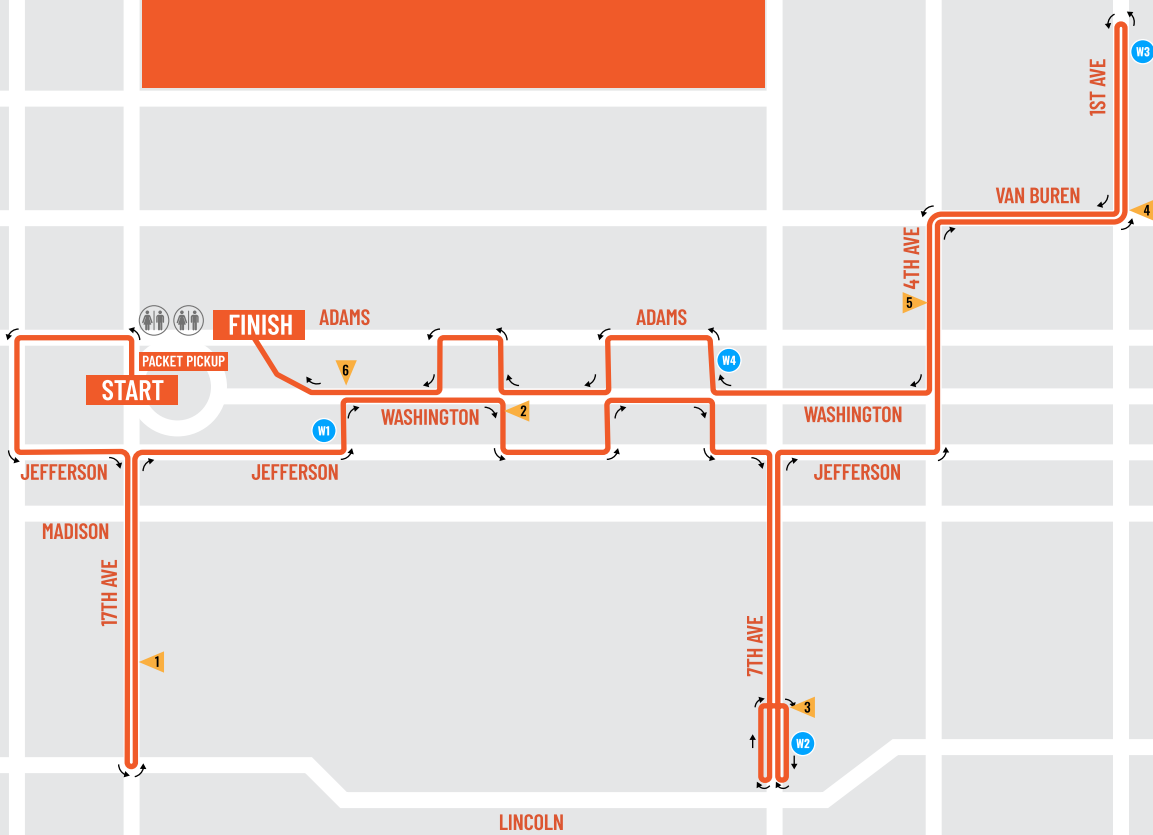 W3
1ST AVE
VAN BUREN
4
4TH AVE
5
FINISH
ADAMS
ADAMS
PACKET PICKUP
START
6
W4
W1
WASHINGTON
2
WASHINGTON
JEFFERSON
JEFFERSON
JEFFERSON
MADISON
17TH AVE
1
7TH AVE
3
W2
LINCOLN